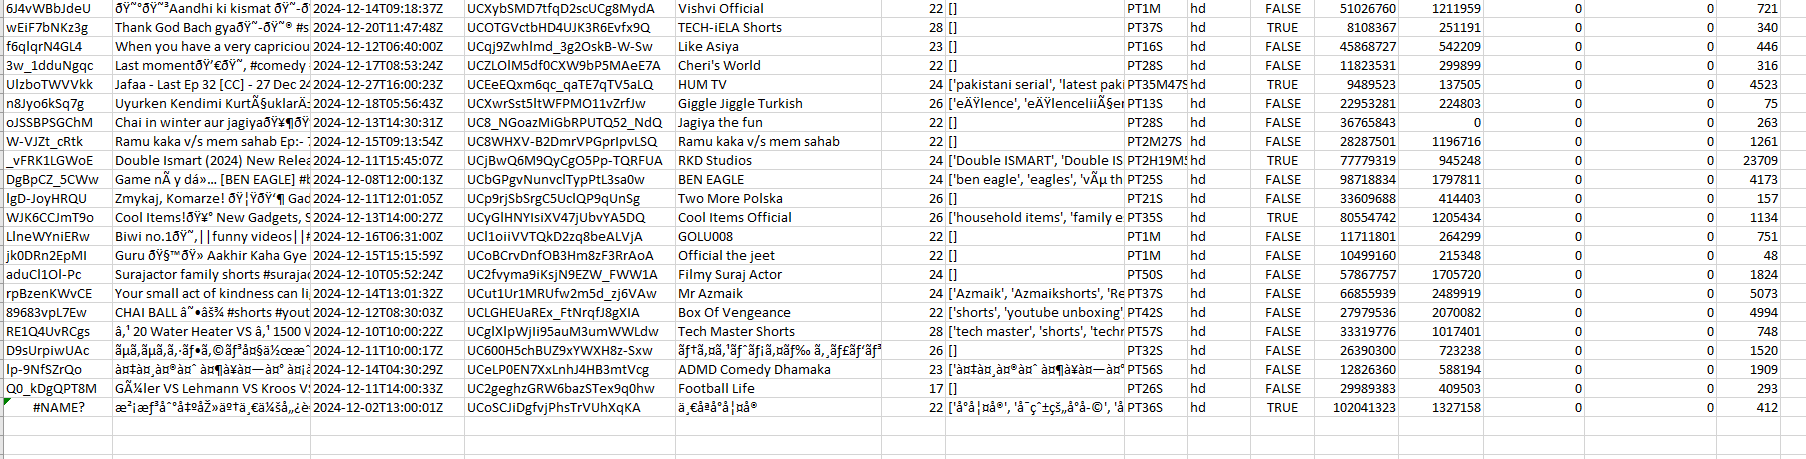 6J4vWBbJdeU ðŸ˜°ðŸ˜³Aandhi ki kismat ðŸ˜-ð 2024-12-14T09:18:37Z UCXybSMD7tfqD2scUCg8MydA Vishvi Official 22 [] PT1M hd FALSE 51026760 1211959 0 0 721
wEiF7bNKz3g Thank God Bach gyaðŸ˜-ðŸ˜® #s 2024-12-20T11:47:48Z UCOTGVctbHD4UJK3R6Evfx9Q TECH-iELA Shorts 28 [] PT37S hd TRUE 8108367 251191 0 0 340
f6qlqrN4GL4 When you have a very capriciou 2024-12-12T06:40:00Z UCqj9Zwhlmd_3g2OskB-W-Sw Like Asiya 23 [] PT16S hd FALSE 45868727 542209 0 0 446
3w_1dduNgqc Last momentðŸ’€ðŸ˜‚ #comedy 2024-12-17T08:53:24Z UCZLOlM5df0CXW9bP5MAeE7A Cheri's World 22 [] PT28S hd FALSE 11823531 299899 0 0 316
UlzboTWVVkk Jafaa - Last Ep 32 [CC] - 27 Dec 24 2024-12-27T16:00:23Z UCEeEQxm6qc_qaTE7qTV5aLQ HUM TV 24 ['pakistani serial', 'latest paki PT35M47S hd TRUE 9489523 137505 0 0 4523
n8Jyo6kSq7g Uyurken Kendimi KurtÃ§uklarÄ± 2024-12-18T05:56:43Z UCXwrSst5ltWFPMO11vZrfJw Giggle Jiggle Turkish 26 ['eÄŸlence', 'eÄŸlenceliiÃ§er PT13S hd FALSE 22953281 224803 0 0 75
oJSSBPSGChM Chai in winter aur jagiyaðŸ¥¶ðŸ 2024-12-13T14:30:31Z UC8_NGoazMiGbRPUTQ52_NdQ Jagiya the fun 22 [] PT28S hd FALSE 36765843 0 0 0 263
W-VJZt_cRtk Ramu kaka v/s mem sahab Ep:- 2024-12-15T09:13:54Z UC8WHXV-B2DmrVPGprIpvLSQ Ramu kaka v/s mem sahab 22 [] PT2M27S hd FALSE 28287501 1196716 0 0 1261
_vFRK1LGWoE Double Ismart (2024) New Relea 2024-12-11T15:45:07Z UCjBwQ6M9QyCgO5Pp-TQRFUA RKD Studios 24 ['Double ISMART', 'Double IS PT2H19M hd TRUE 77779319 945248 0 0 23709
DgBpCZ_5CWw Game nÃ y dá»… [BEN EAGLE] #b 2024-12-08T12:00:13Z UCbGPgvNunvclTypPtL3sa0w BEN EAGLE 24 ['ben eagle', 'eagles', 'vÃµ th PT25S hd FALSE 98718834 1797811 0 0 4173
lgD-JoyHRQU Zmykaj, Komarze! ðŸ¦ŸðŸ‘¶ Gad 2024-12-11T12:01:05Z UCp9rjSbSrgC5UclQP9qUnSg Two More Polska 26 [] PT21S hd FALSE 33609688 414403 0 0 157
WJK6CCJmT9o Cool Items!ðŸ¥° New Gadgets, S 2024-12-13T14:00:27Z UCyGlHNYIsiXV47jUbvYA5DQ Cool Items Official 26 ['household items', 'family e PT35S hd TRUE 80554742 1205434 0 0 1134
LlneWYniERw Biwi no.1ðŸ˜‚||funny videos||# 2024-12-16T06:31:00Z UCl1oiiVVTQkD2zq8beALVjA GOLU008 22 [] PT1M hd FALSE 11711801 264299 0 0 751
jk0DRn2EpMI Guru ðŸ§™ðŸ» Aakhir Kaha Gye 2024-12-15T15:15:59Z UCoBCrvDnfOB3Hm8zF3RrAoA Official the jeet 22 [] PT1M hd FALSE 10499160 215348 0 0 48
aduCl1Ol-Pc Surajactor family shorts #surajac 2024-12-10T05:52:24Z UC2fvyma9iKsjN9EZW_FWW1A Filmy Suraj Actor 24 [] PT50S hd FALSE 57867757 1705720 0 0 1824
rpBzenKWvCE Your small act of kindness can li 2024-12-14T13:01:32Z UCut1Ur1MRUfw2m5d_zj6VAw Mr Azmaik 24 ['Azmaik', 'Azmaikshorts', 'Re PT37S hd FALSE 66855939 2489919 0 0 5073
89683vpL7Ew CHAI BALL â˜•âš¾ #shorts #yout 2024-12-12T08:30:03Z UCLGHEUaREx_FtNrqfJ8gXIA Box Of Vengeance 22 ['shorts', 'youtube unboxing' PT42S hd FALSE 27979536 2070082 0 0 4994
RE1Q4UvRCgs â‚¹ 20 Water Heater VS â‚¹ 1500 W 2024-12-10T10:00:22Z UCglXlpWjIi95auM3umWWLdw Tech Master Shorts 28 ['tech master', 'shorts', 'techn PT57S hd FALSE 33319776 1017401 0 0 748
D9sUrpiwUAc 2024-12-11T10:00:17Z UC600H5chBUZ9xYWXH8z-Sxw 26 [] PT32S hd FALSE 26390300 723238 0 0 1520
lp-9NfSZrQo 2024-12-14T04:30:29Z UCeLP0EN7XxLnhJ4HB3mtVcg ADMD Comedy Dhamaka 23 PT56S hd FALSE 12826360 588194 0 0 1909
Q0_kDgQPT8M GÃ¼ler VS Lehmann VS Kroos VS 2024-12-11T14:00:33Z UC2geghzGRW6bazSTex9q0hw Football Life 17 [] PT26S hd FALSE 29989383 409503 0 0 293
#NAME? 2024-12-02T13:00:01Z UCoSCJiDgfvjPhsTrVUhXqKA 22 PT36S hd TRUE 102041323 1327158 0 0 412